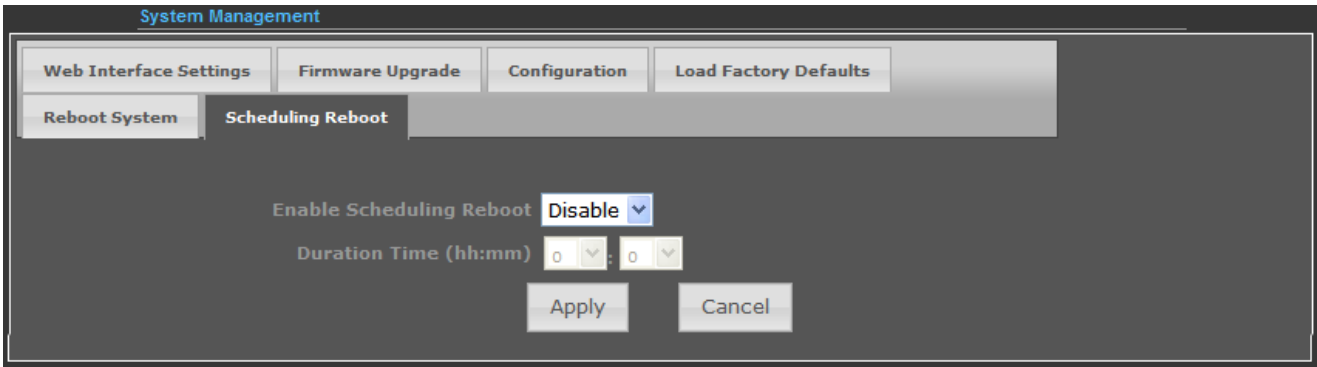 System Management
Web Interface Settings Firmware Upgrade Configuration Load Factory Defaults
Reboot System Scheduling Reboot
Enable Scheduling Reboot Disable
Duration Time (hh:mm) 0 : 0
Apply Cancel